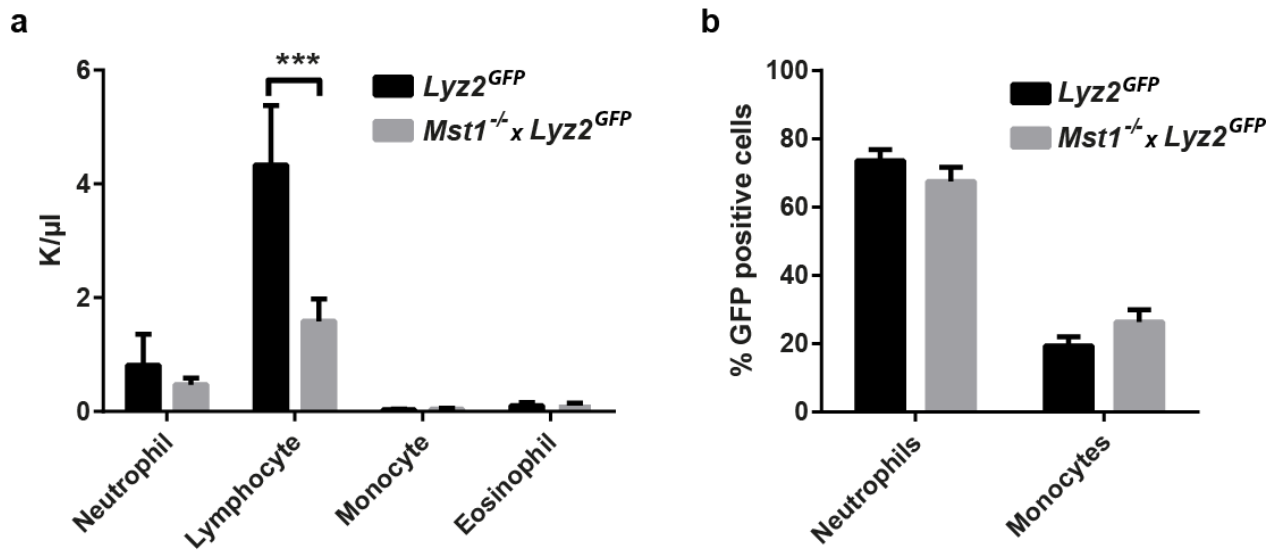 a
6
4
2
0
K/µl
***
Lyz2GFP
Mst1-/- x Lyz2GFP
Neutrophil
Lymphocyte
Monocyte
Eosinophil
b
100
80
60
40
20
0
% GFP positive cells
Lyz2GFP
Mst1-/- x Lyz2GFP
Neutrophils
Monocytes